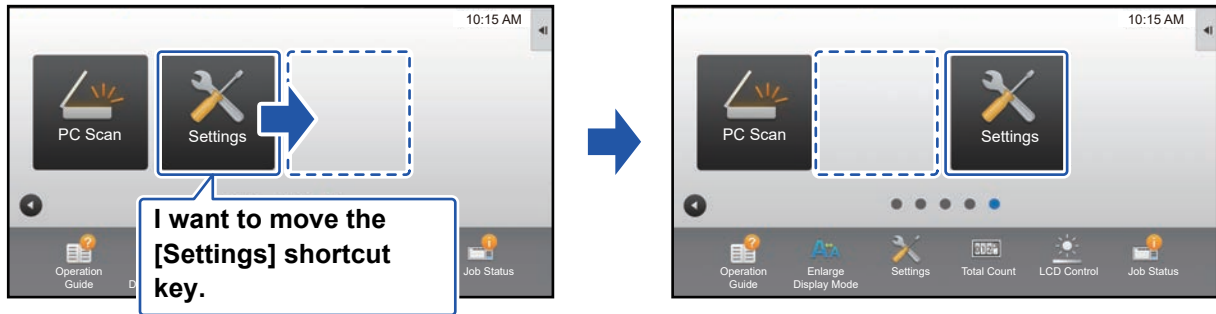 10:15 AM
PC Scan
Settings
I want to move the
[Settings] shortcut
key.
Operation
Guide
D
Job Status
10:15 AM
PC Scan
Settings
Operation
Guide
Enlarge
Display Mode
Settings
Total Count
LCD Control
Job Status